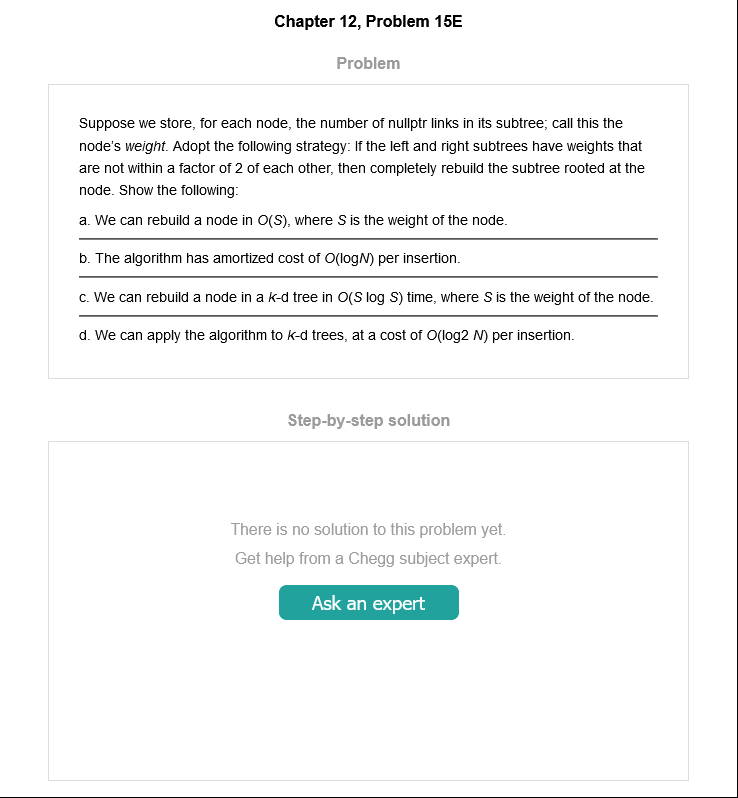 Chapter 12, Problem 15E
Problem
Suppose we store, for each node, the number of nullptr links in its subtree; call this the
node's weight. Adopt the following strategy: If the left and right subtrees have weights that
are not within a factor of 2 of each other, then completely rebuild the subtree rooted at the
node. Show the following:
a. We can rebuild a node in O(S), where S is the weight of the node.
b. The algorithm has amortized cost of O(logN) per insertion.
c. We can rebuild a node in a k-d tree in O(S log S) time, where S is the weight of the node.
d. We can apply the algorithm to k-d trees, at a cost of O(log2 N) per insertion.
Step-by-step solution
There is no solution to this problem yet.
Get help from a Chegg subject expert.
Ask an expert